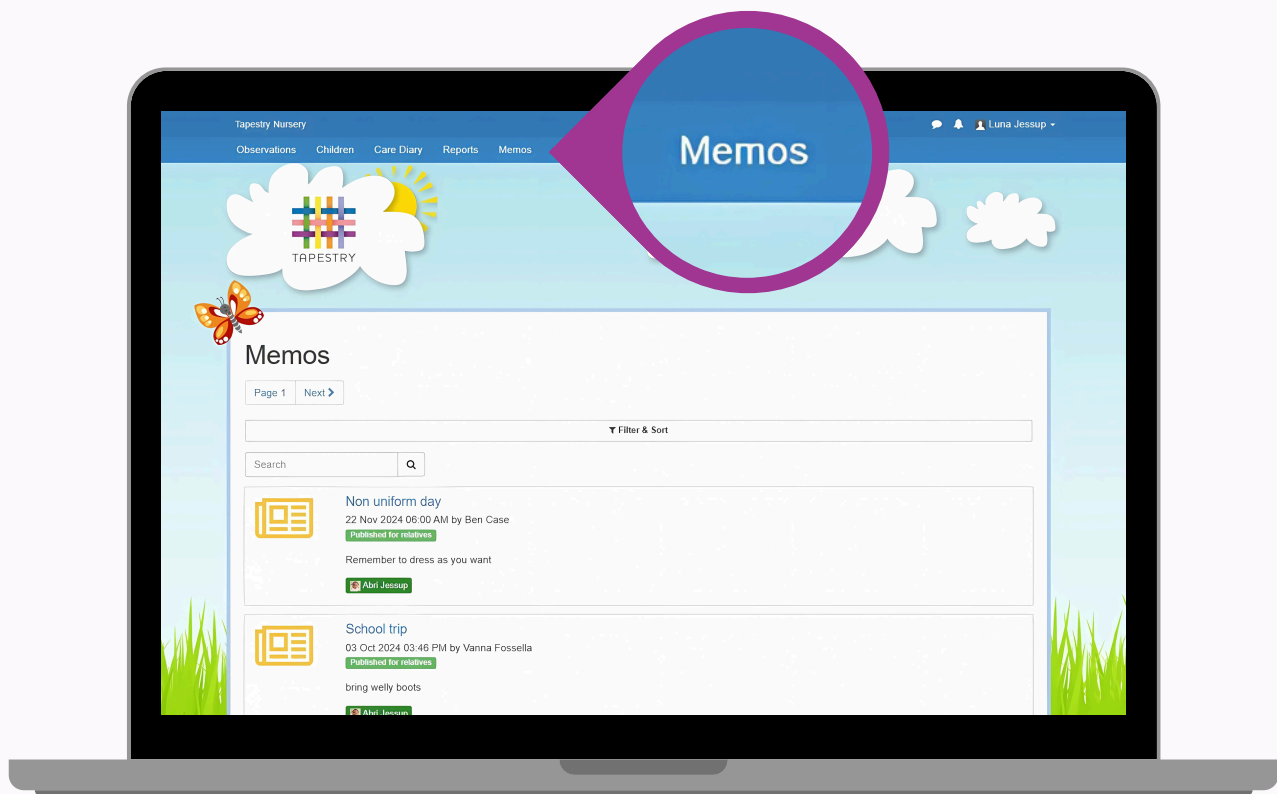 Tapestry Nursery
Luna Jessup
Observations Children Care Diary Reports Memos
Memos
TAPESTRY
Memos
Page 1 Next
Filter & Sort
Search
Non uniform day
22 Nov 2024 06:00 AM by Ben Case
Published for relatives
Remember to dress as you want
Abri Jessup
School trip
03 Oct 2024 03:46 PM by Vanna Fossella
Published for relatives
bring welly boots
Abri Jessup